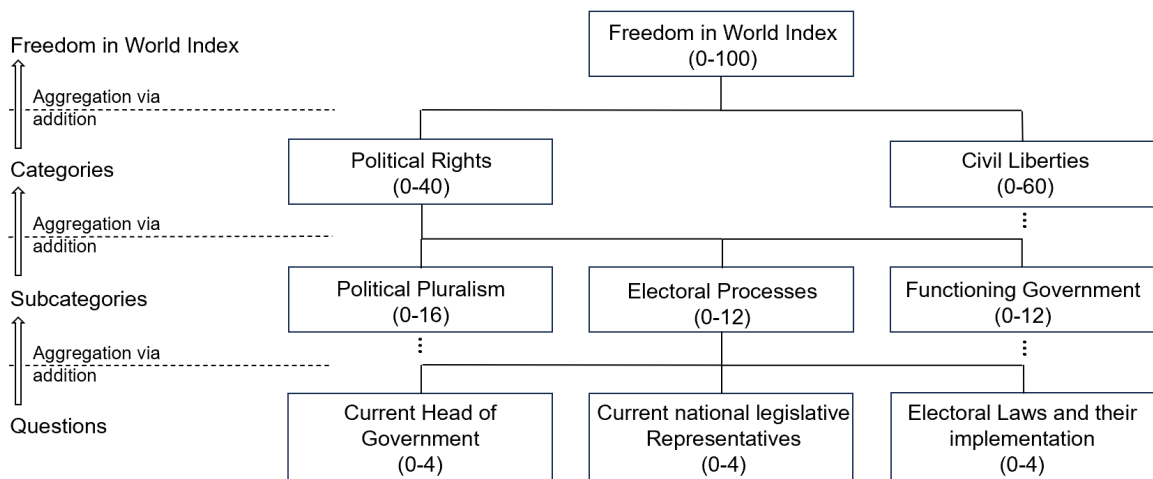 Freedom in World Index
(0-100)
Freedom in World Index
Aggregation via
addition
Political Rights
(0-40)
Civil Liberties
(0-60)
Categories
Aggregation via
addition
Political Pluralism
(0-16)
Electoral Processes
(0-12)
Functioning Government
(0-12)
Subcategories
Aggregation via
addition
Current Head of
Government
(0-4)
Current national legislative
Representatives
(0-4)
Electoral Laws and their
implementation
(0-4)
Questions